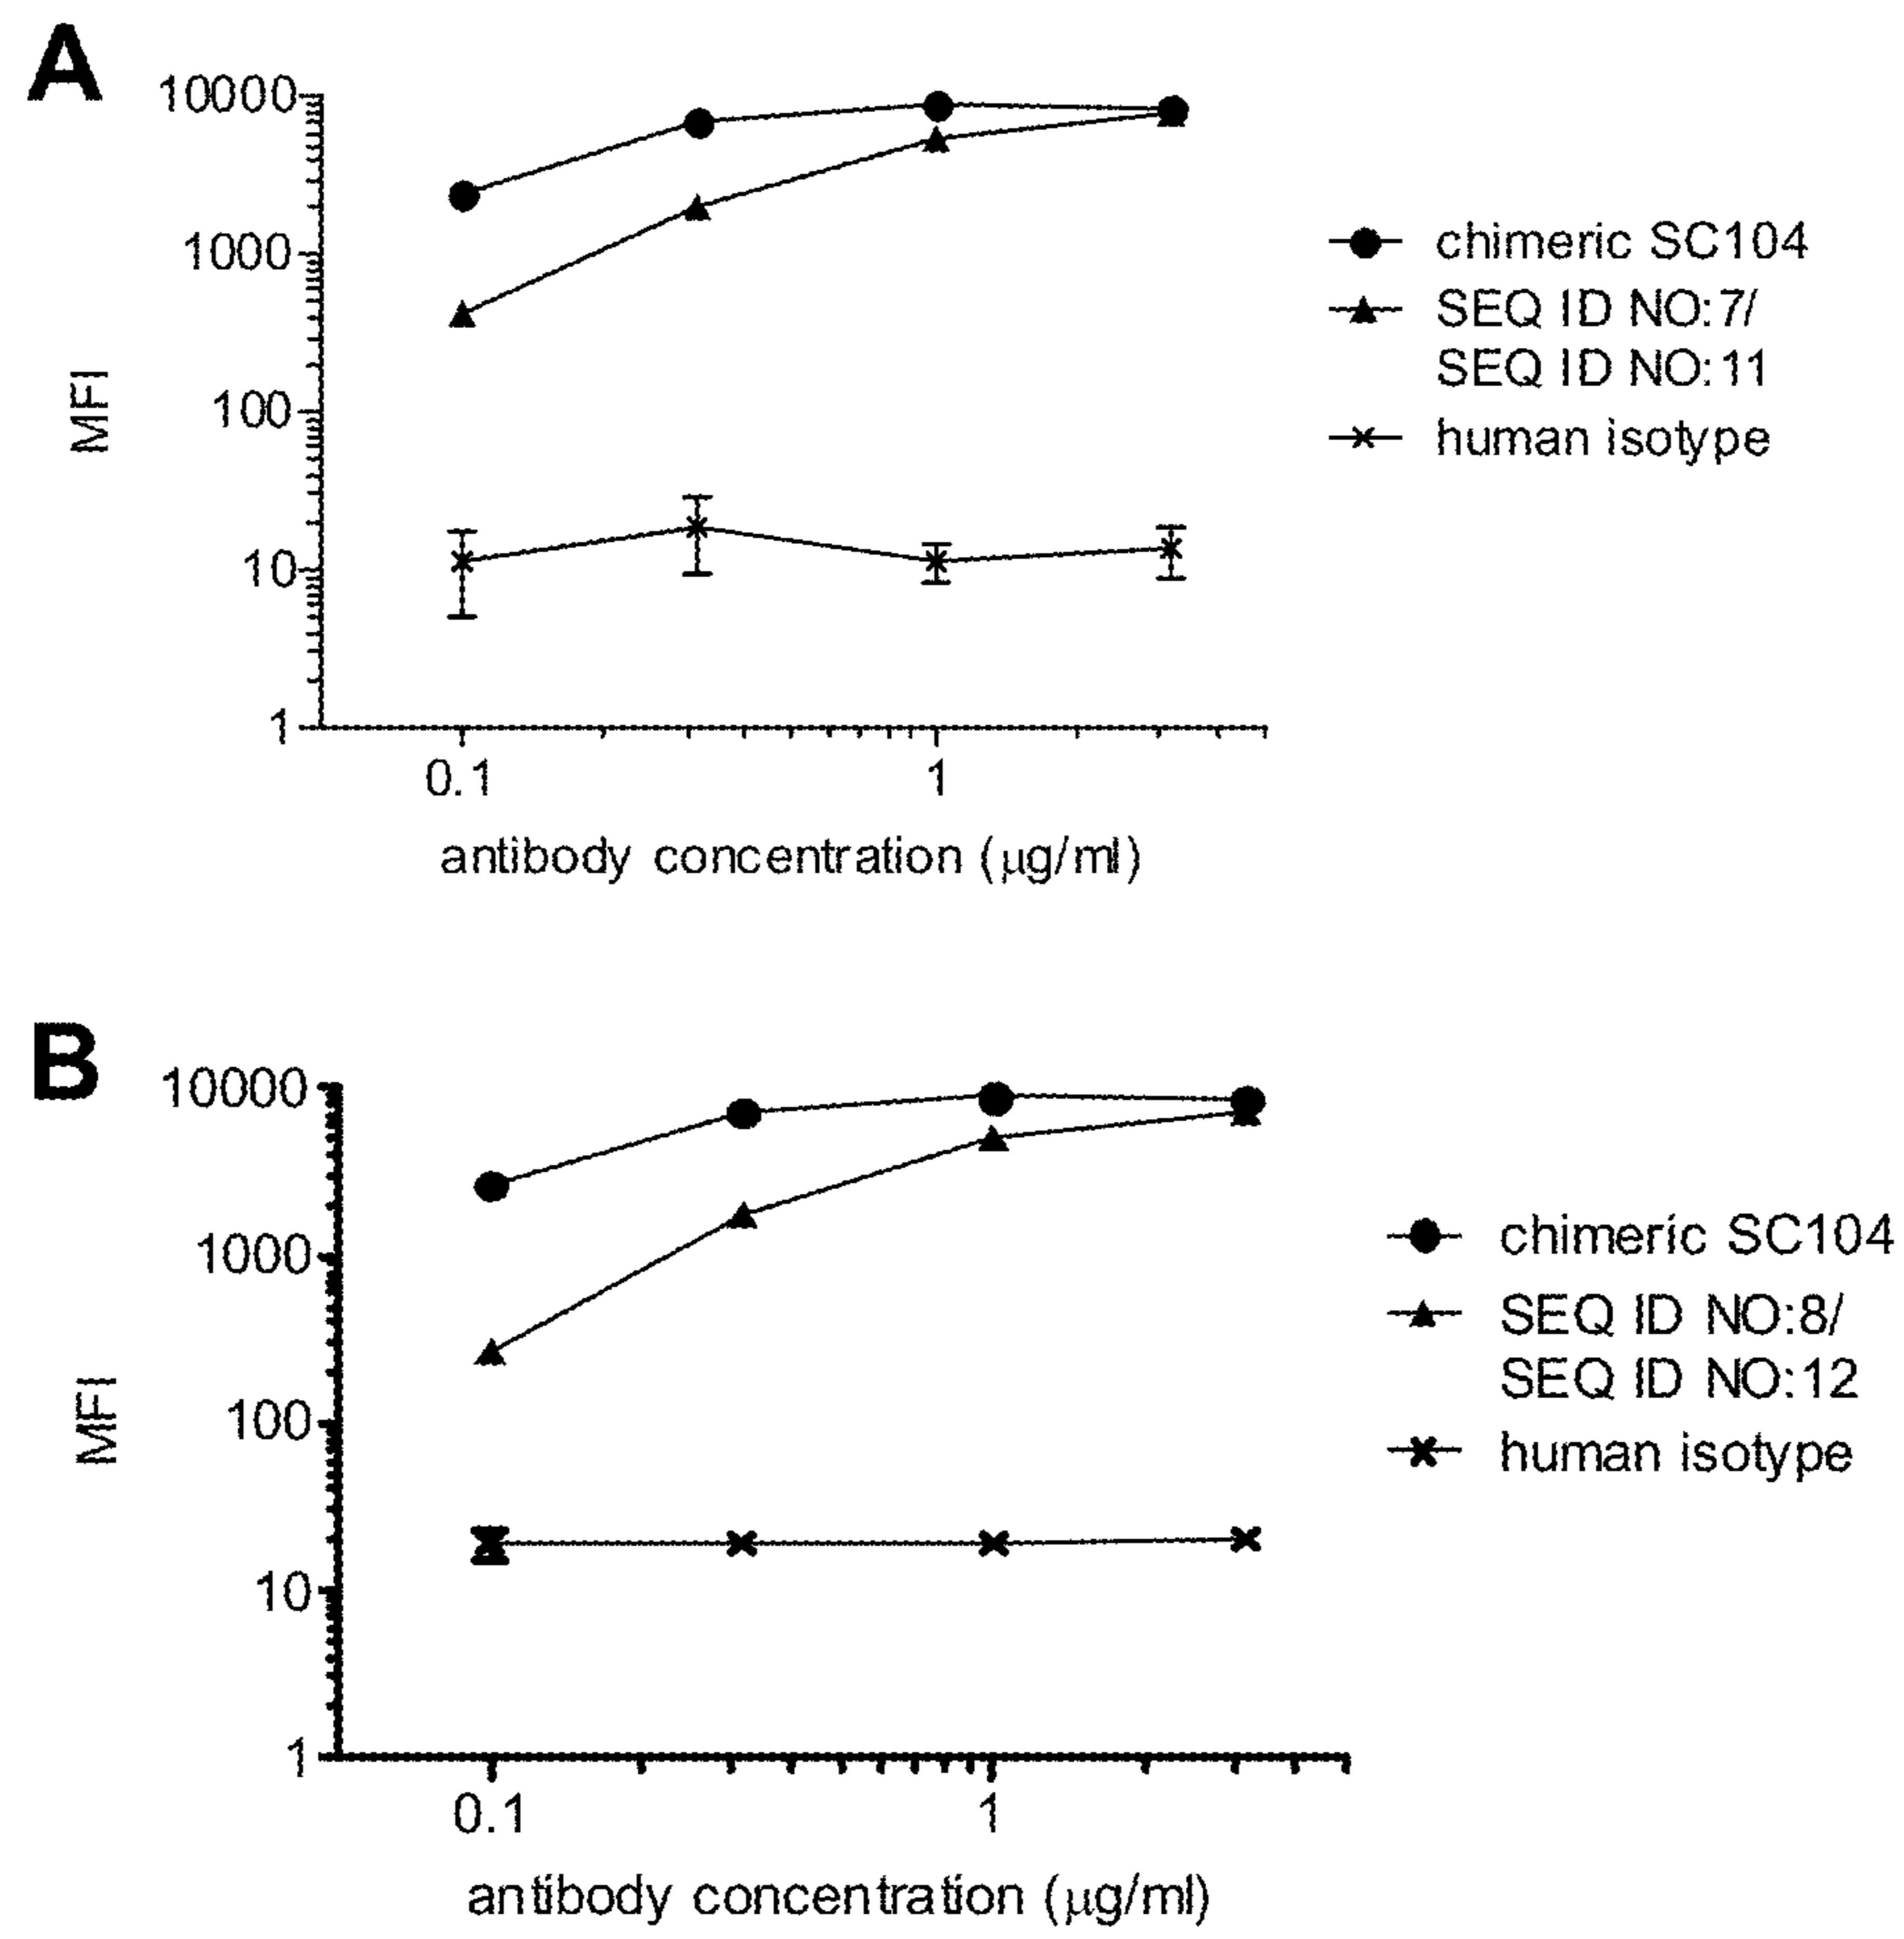 A
10000
1000
100
10
1
MFI
0.1
1
antibody concentration (µg/ml)
chimeric SC104
SEQ ID NO:7/
SEQ ID NO:11
human isotype
B
10000
1000
100
10
1
MFI
0.1
1
antibody concentration (µg/ml)
chimeric SC104
SEQ ID NO:8/
SEQ ID NO:12
human isotype